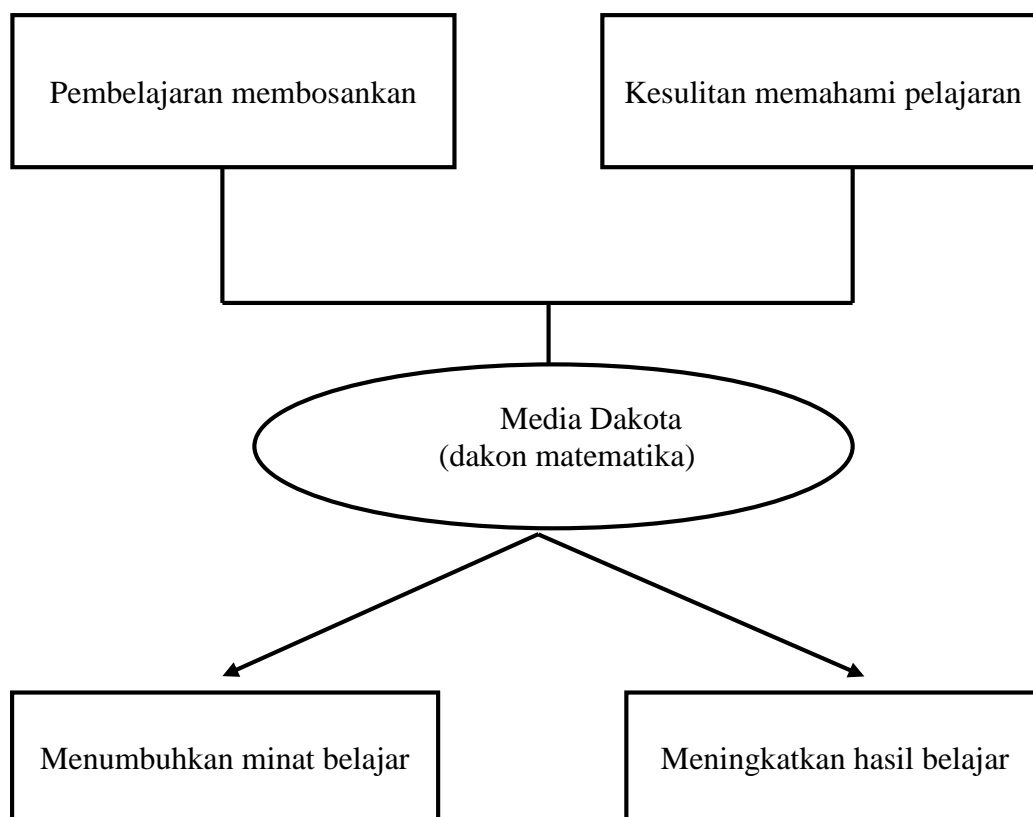 Pembelajaran membosankan
Kesulitan memahami pelajaran
Media Dakota
(dakon matematika)
Menumbuhkan minat belajar
Meningkatkan hasil belajar